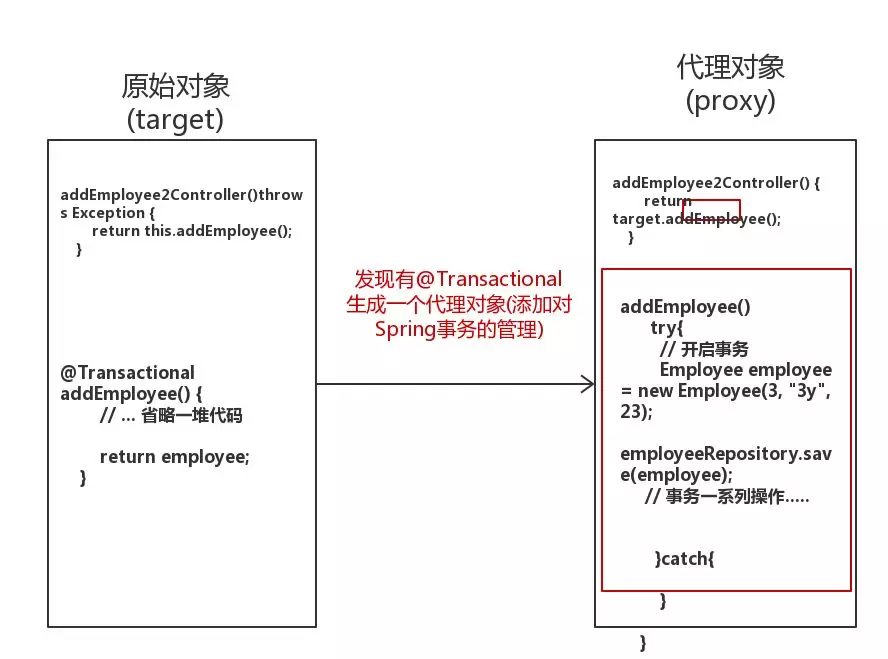 原始对象
(target)
addEmployee2Controller()throw
s Exception {
return this.addEmployee();
}
@Transactional
addEmployee() {
// ... 省略一堆代码
return employee;
}
发现有@Transactional
生成一个代理对象(添加对
Spring事务的管理)
代理对象
(proxy)
addEmployee2Controller() {
return
target.addEmployee();
}
addEmployee()
try{
// 开启事务
Employee employee
= new Employee(3, "3y",
23);
employeeRepository.sav
e(employee);
// 事务一系列操作.....
}catch{
}
}